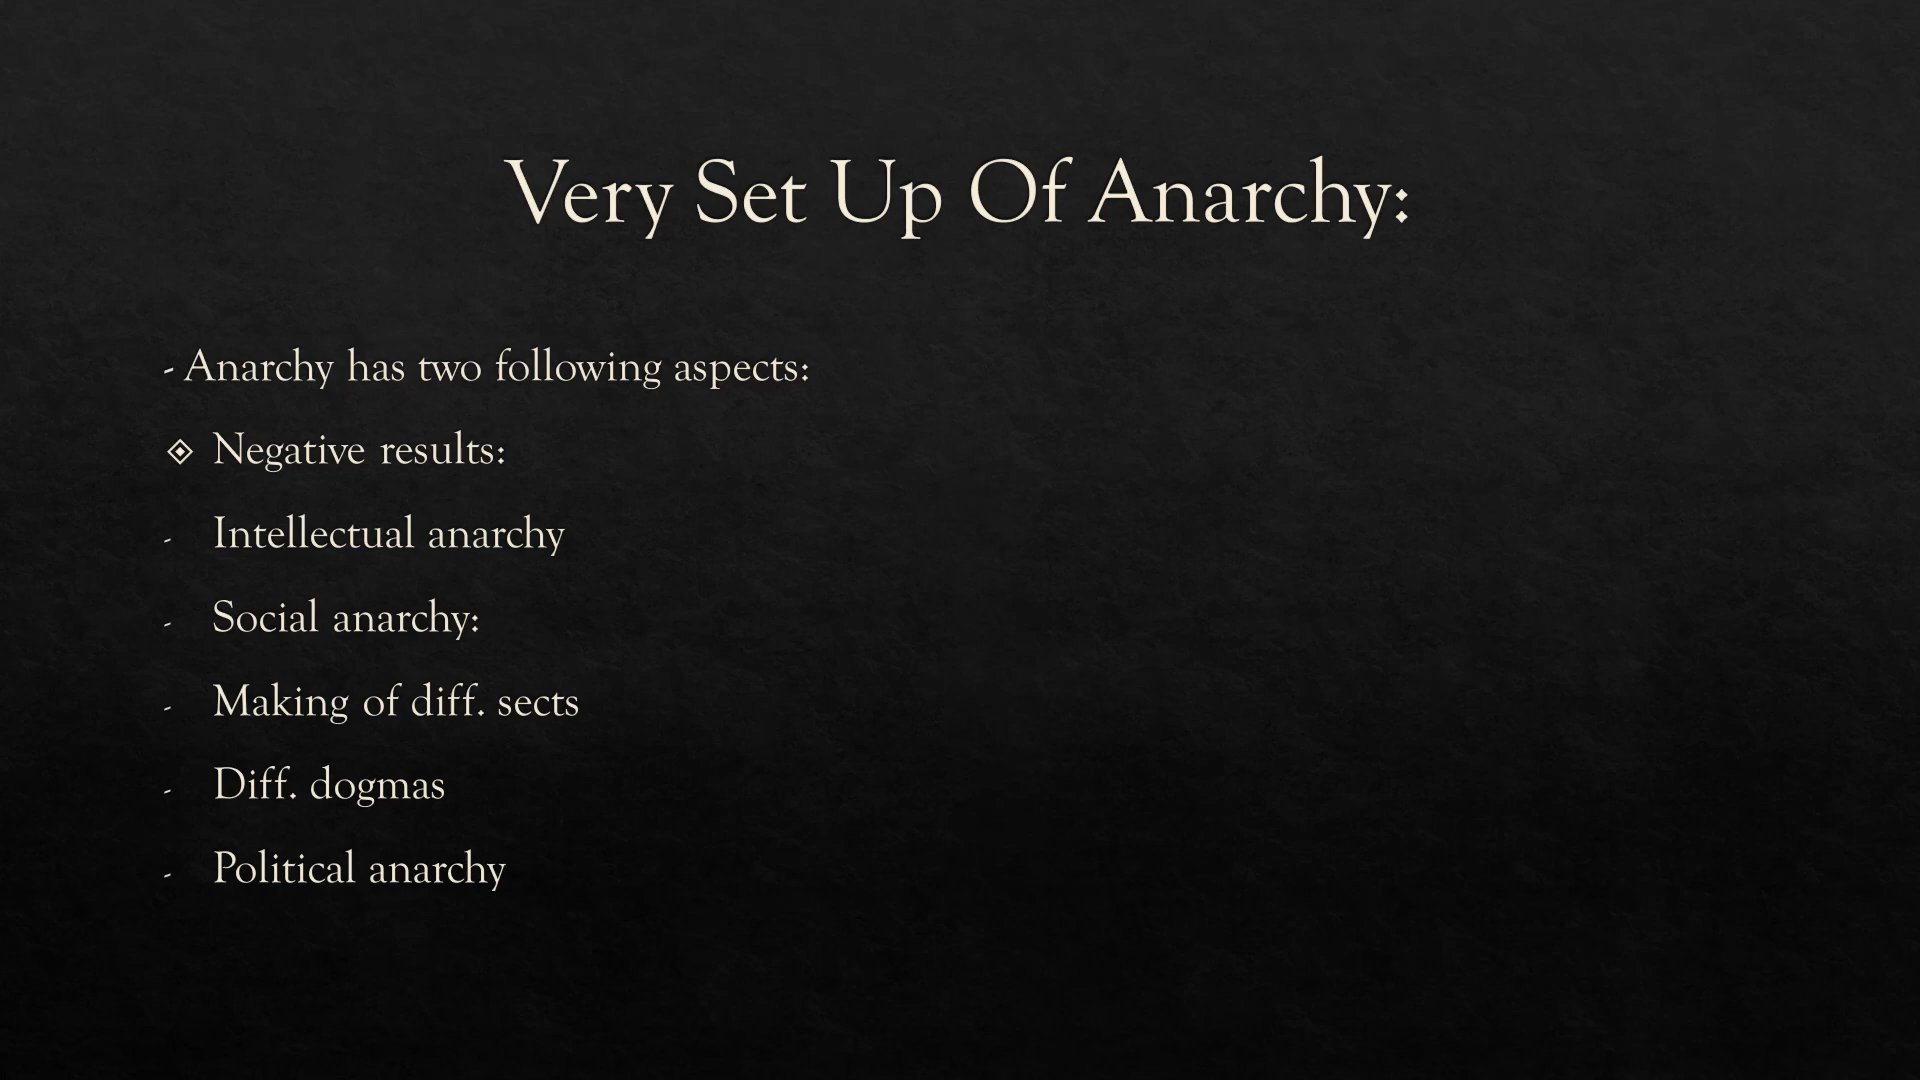 Very Set Up Of Anarchy:
- Anarchy has two following aspects:
◈ Negative results:
- Intellectual anarchy
- Social anarchy:
- Making of diff. sects
- Diff. dogmas
- Political anarchy